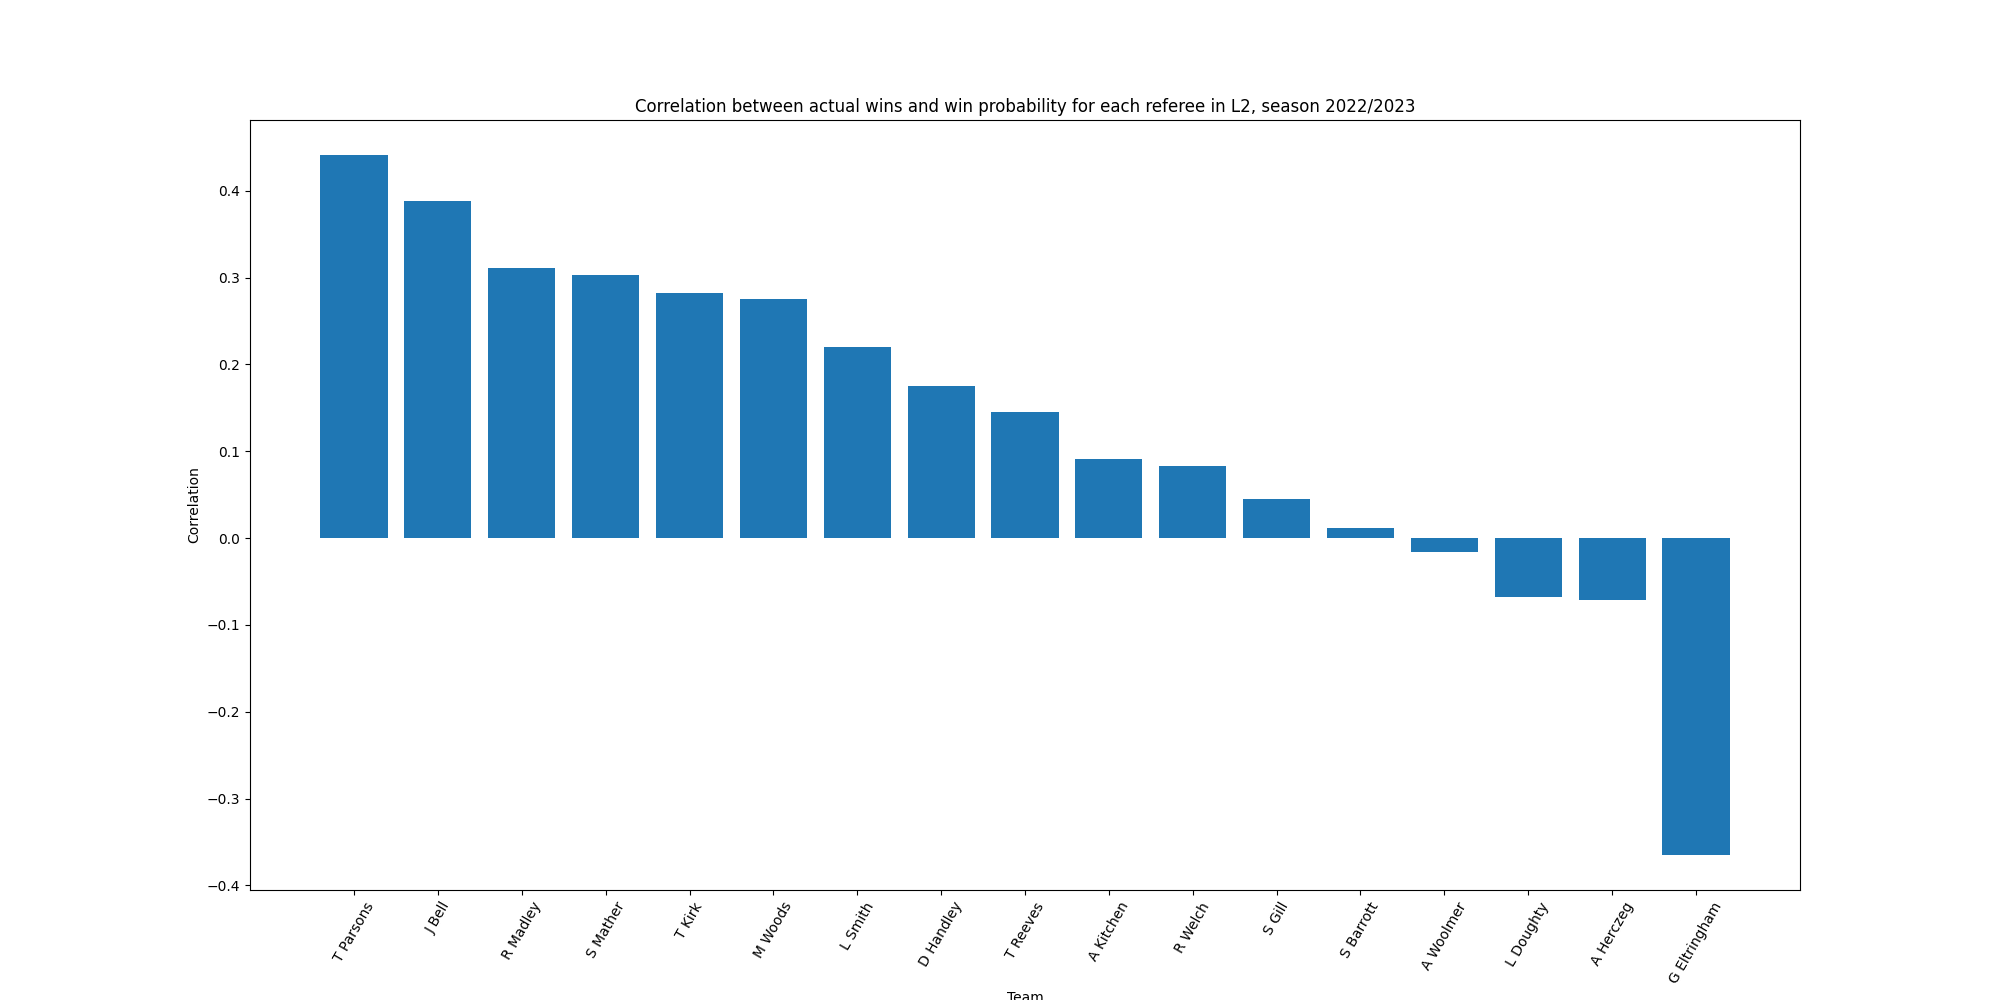 Correlation between actual wins and win probability for each referee in L2, season 2022/2023
Correlation
0.4
0.3
0.2
0.1
0.0
−0.1
−0.2
−0.3
−0.4
T Parsons
J Bell
R Madley
S Mather
T Kirk
M Woods
L Smith
D Handley
T Reeves
A Kitchen
R Welch
S Gill
S Barrott
A Woolmer
L Doughty
A Herczeg
G Eltringham
Team